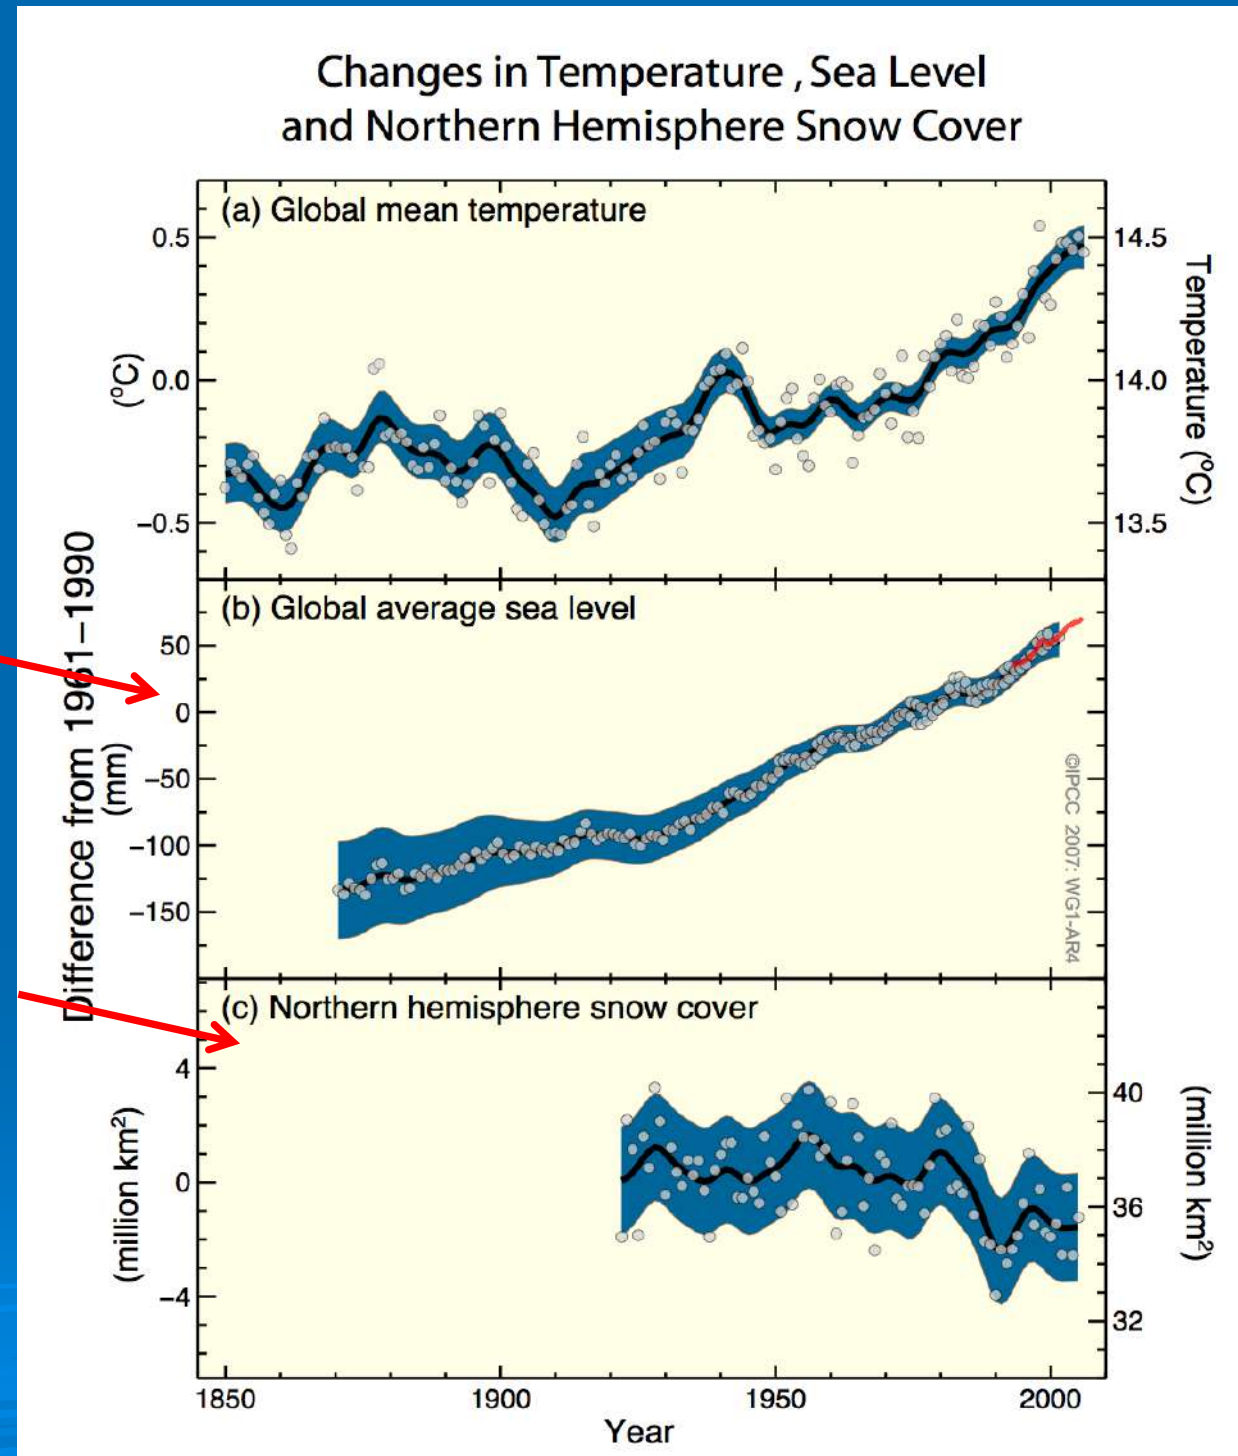 Changes in Temperature , Sea Level
and Northern Hemisphere Snow Cover
(a) Global mean temperature
0.5
0.0
−0.5
(°C)
14.5
14.0
13.5
Temperature (°C)
Difference from 1961−1990
(b) Global average sea level
50
0
−50
−100
−150
(mm)
©IPCC 2007: WG1-AR4
(c) Northern hemisphere snow cover
4
0
−4
(million km²)
40
36
32
(million km²)
1850
1900
1950
2000
Year